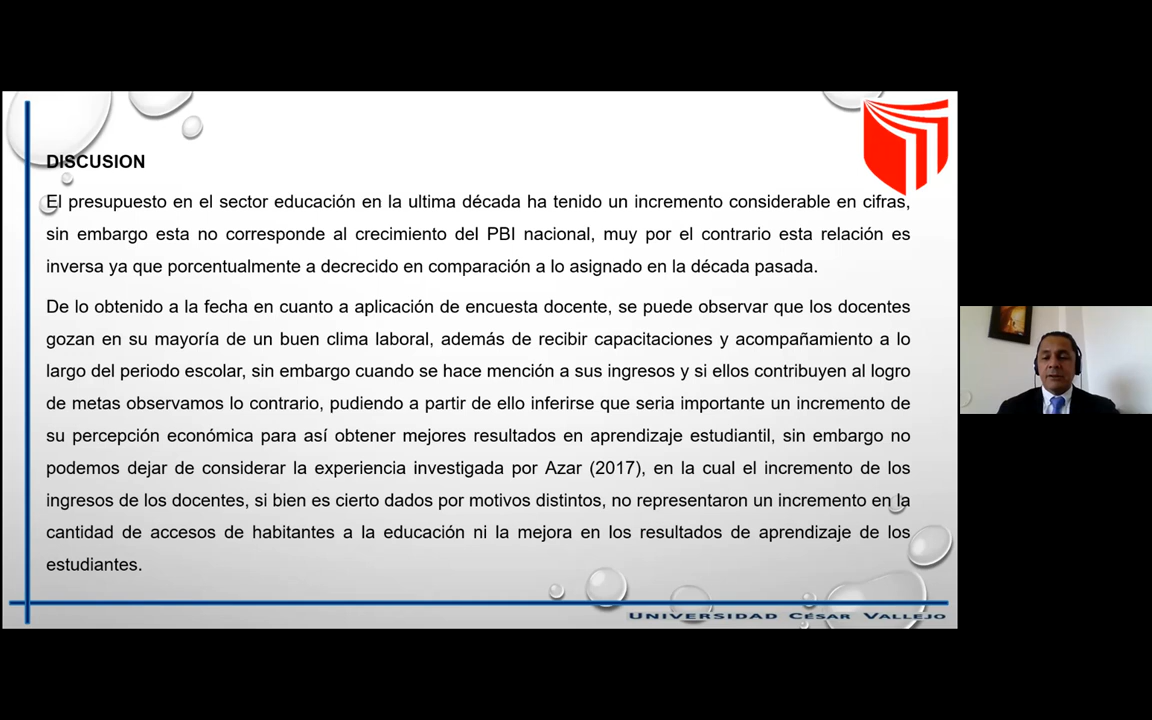 DISCUSION
El presupuesto en el sector educación en la ultima década ha tenido un incremento considerable en cifras,
sin embargo esta no corresponde al crecimiento del PBI nacional, muy por el contrario esta relación es
inversa ya que porcentualmente a decrecido en comparación a lo asignado en la década pasada.
De lo obtenido a la fecha en cuanto a aplicación de encuesta docente, se puede observar que los docentes
gozan en su mayoría de un buen clima laboral, además de recibir capacitaciones y acompañamiento a lo
largo del periodo escolar, sin embargo cuando se hace mención a sus ingresos y si ellos contribuyen al logro
de metas observamos lo contrario, pudiendo a partir de ello inferirse que seria importante un incremento de
su percepción económica para así obtener mejores resultados en aprendizaje estudiantil, sin embargo no
podemos dejar de considerar la experiencia investigada por Azar (2017), en la cual el incremento de los
ingresos de los docentes, si bien es cierto dados por motivos distintos, no representaron un incremento en la
cantidad de accesos de habitantes a la educación ni la mejora en los resultados de aprendizaje de los
estudiantes.
UNIVERSIDAD CÉSAR VALLEJO